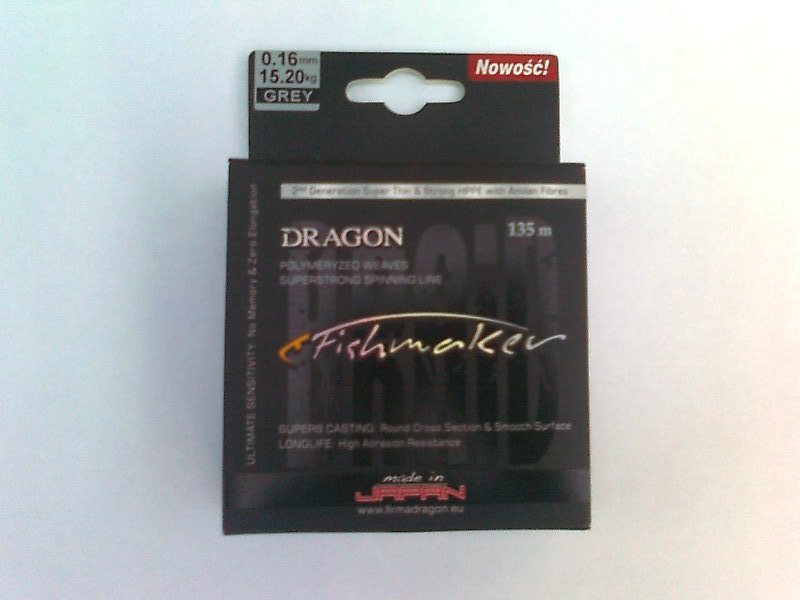 0.16mm
15.20kg
GREY
Nowość!
2nd Generation Super Thin & Strong HPPE with Amilan Fibres
DRAGON
135 m
POLYMERYZED WEAVES
SUPERSTRONG SPINNING LINE
Fishmaker
BRAID
SUPERB CASTING: Round Cross Section & Smooth Surface
LONGLIFE: High Abrasion Resistance
ULTIMATE SENSITIVITY: No Memory & Zero Elongation
made in
JAPAN
www.firmadragon.eu